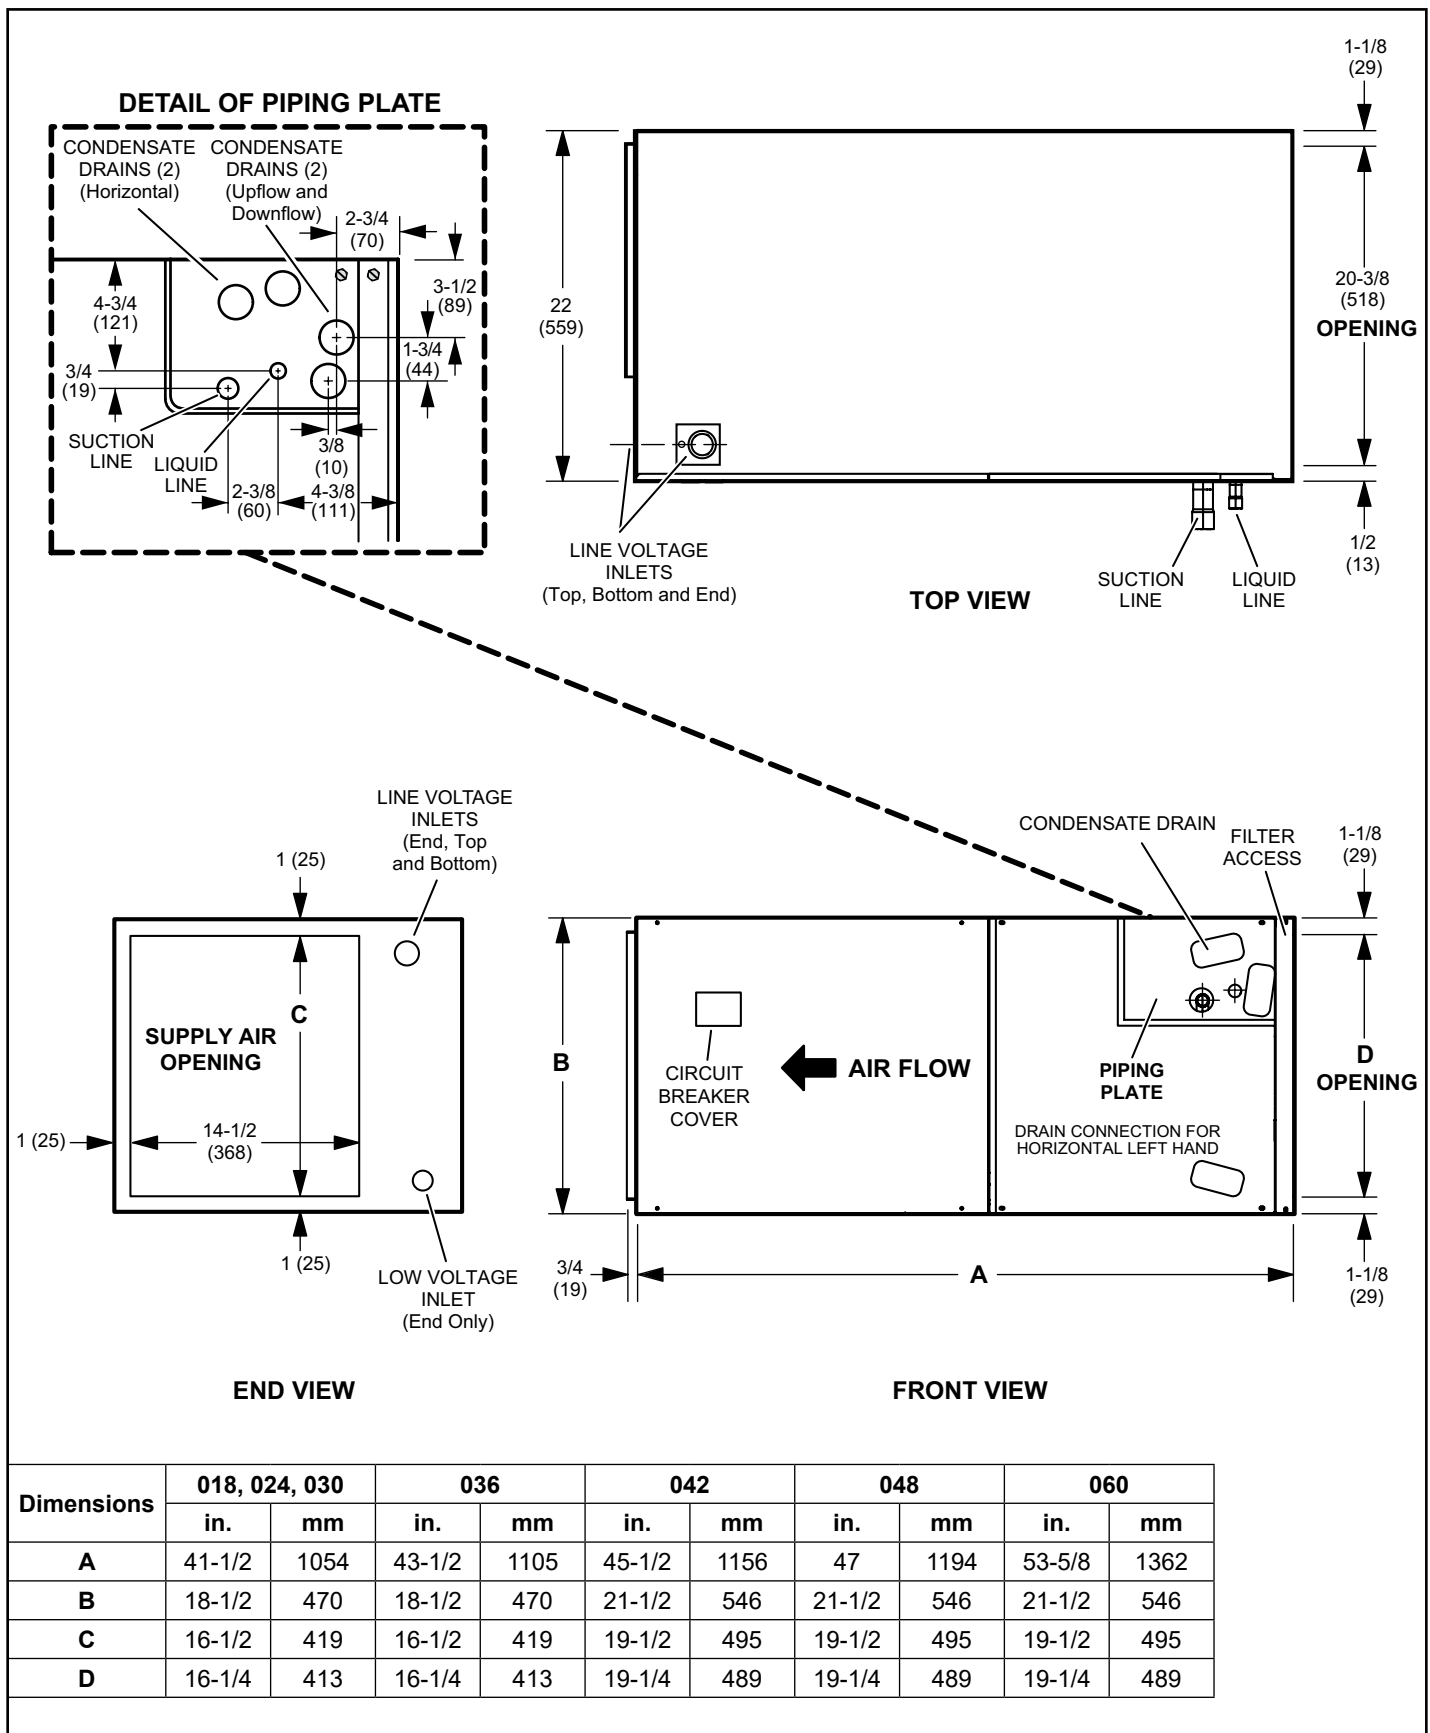 DETAIL OF PIPING PLATE
CONDENSATE
DRAINS (2)
(Horizontal)
CONDENSATE
DRAINS (2)
(Upflow and
Downflow)
2-3/4
(70)
3-1/2
(89)
4-3/4
(121)
1-3/4
(44)
3/4
(19)
SUCTION
LINE
LIQUID
LINE
3/8
(10)
2-3/8
(60)
4-3/8
(111)
1-1/8
(29)
22
(559)
20-3/8
(518)
OPENING
LINE VOLTAGE
INLETS
(Top, Bottom and End)
TOP VIEW
SUCTION
LINE
LIQUID
LINE
1/2
(13)
LINE VOLTAGE
INLETS
(End, Top
and Bottom)
1 (25)
C
SUPPLY AIR
OPENING
14-1/2
(368)
1 (25)
1 (25)
LOW VOLTAGE
INLET
(End Only)
END VIEW
CONDENSATE DRAIN
FILTER
ACCESS
1-1/8
(29)
B
CIRCUIT
BREAKER
COVER
AIR FLOW
PIPING
PLATE
DRAIN CONNECTION FOR
HORIZONTAL LEFT HAND
D
OPENING
3/4
(19)
A
1-1/8
(29)
FRONT VIEW
Dimensions 018, 024, 030 036 042 048 060
in. mm in. mm in. mm in. mm in. mm
A 41-1/2 1054 43-1/2 1105 45-1/2 1156 47 1194 53-5/8 1362
B 18-1/2 470 18-1/2 470 21-1/2 546 21-1/2 546 21-1/2 546
C 16-1/2 419 16-1/2 419 19-1/2 495 19-1/2 495 19-1/2 495
D 16-1/4 413 16-1/4 413 19-1/4 489 19-1/4 489 19-1/4 489